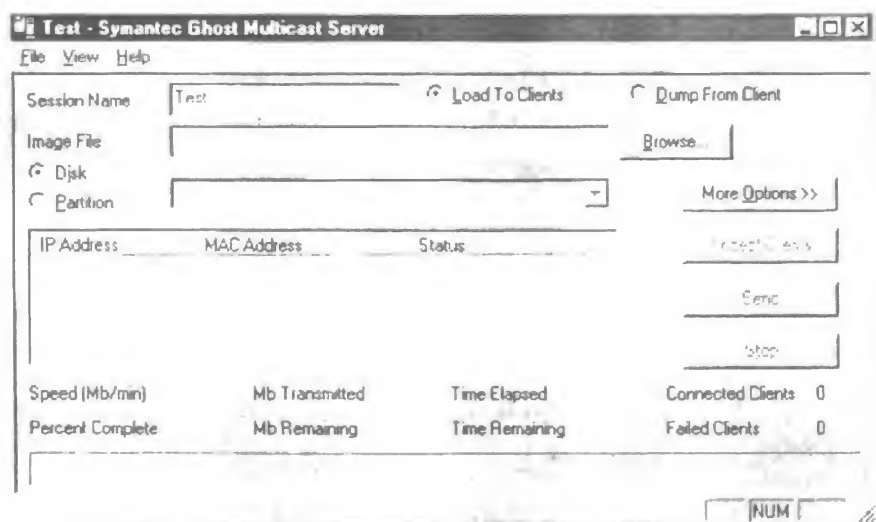 Test - Symantec Ghost Multicast Server
File View Help
Session Name Test Load To Clients Dump From Client
Image File Browse...
Disk
Partition More Options >>
IP Address MAC Address Status Accept Clients
Send
Stop
Speed (Mb/min) Mb Transmitted Time Elapsed Connected Clients 0
Percent Complete Mb Remaining Time Remaining Failed Clients 0
NUM